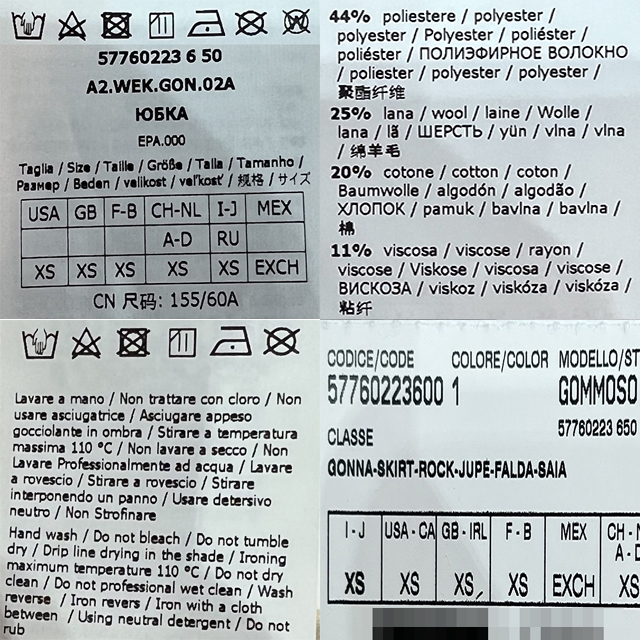 57760223 6 50
A2.WEK.GON.02A
ЮБКА
EPA.000
Taglia / Size / Taille / Größe / Talla / Tamanho /
Размер / Beden / velikost / veľkosť / 规格 / サイズ
USA GB F-B CH-NL I-J MEX
A-D RU
XS XS XS XS XS EXCH
CN 尺码: 155/60A
44% poliestere / polyester /
polyester / Polyester / poliéster /
poliéster / ПОЛИЭФИРНОЕ ВОЛОКНО
/ poliester / polyester / polyester /
聚酯纤维
25% lana / wool / laine / Wolle /
lana / lã / ШЕРСТЬ / yün / vlna / vlna
/ 绵羊毛
20% cotone / cotton / coton /
Baumwolle / algodón / algodão /
ХЛОПОК / pamuk / bavlna / bavlna /
棉
11% viscosa / viscose / rayon /
viscose / Viskose / viscosa / viscose /
ВИСКОЗА / viskoz / viskóza / viskóza /
粘纤
Lavare a mano / Non trattare con cloro / Non
usare asciugatrice / Asciugare appeso
gocciolante in ombra / Stirare a temperatura
massima 110 °C / Non lavare a secco / Non
Lavare Professionalmente ad acqua / Lavare
a rovescio / Stirare a rovescio / Stirare
interponendo un panno / Usare detersivo
neutro / Non Strofinare
Hand wash / Do not bleach / Do not tumble
dry / Drip line drying in the shade / Ironing
maximum temperature 110 °C / Do not dry
clean / Do not professional wet clean / Wash
reverse / Iron revers / Iron with a cloth
between / Using neutral detergent / Do not
rub
CODICE/CODE COLORE/COLOR MODELLO/ST
57760223600 1 GOMMOSO
57760223 650
CLASSE
GONNA-SKIRT-ROCK-JUPE-FALDA-SAIA
I - J USA - CA GB - IRL F - B MEX CH - N
A - D
XS XS XS XS EXCH XS